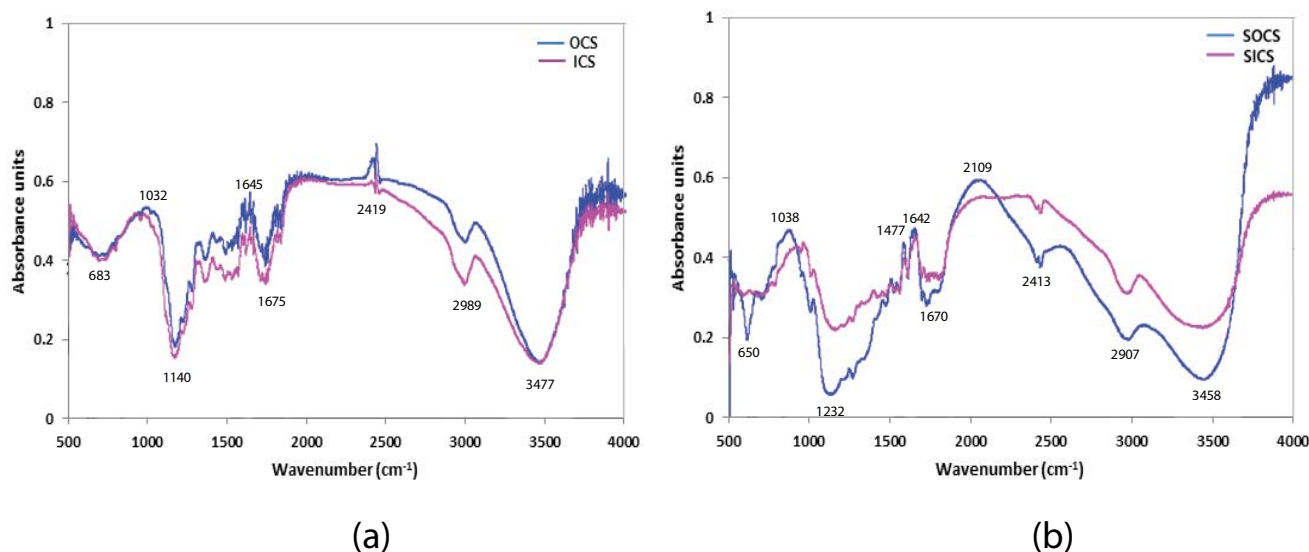 1
0.8
0.6
0.4
0.2
0
Absorbance units
OCS
ICS
1032
1645
2419
683
1675
2989
1140
3477
500 1000 1500 2000 2500 3000 3500 4000
Wavenumber (cm-1)
(a)
1
0.8
0.6
0.4
0.2
0
Absorbance units
SOCS
SICS
2109
1038
1477
1642
2413
1670
650
2907
3458
1232
500 1000 1500 2000 2500 3000 3500 4000
Wavenumber (cm-1)
(b)